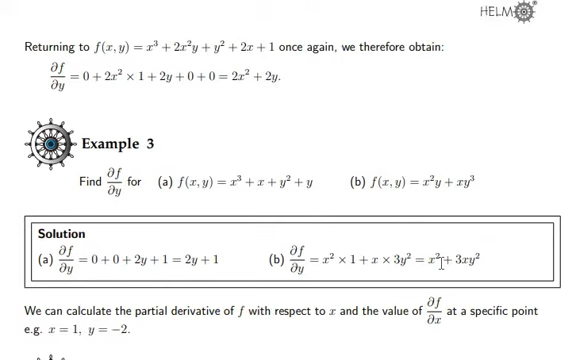 HELM
Returning to f(x, y) = x³ + 2x²y + y² + 2x + 1 once again, we therefore obtain:
∂f/∂y = 0 + 2x² × 1 + 2y + 0 + 0 = 2x² + 2y.
Example 3
Find ∂f/∂y for (a) f(x, y) = x³ + x + y² + y (b) f(x, y) = x²y + xy³
Solution
(a) ∂f/∂y = 0 + 0 + 2y + 1 = 2y + 1 (b) ∂f/∂y = x² × 1 + x × 3y² = x² + 3xy²
We can calculate the partial derivative of f with respect to x and the value of ∂f/∂x at a specific point
e.g. x = 1, y = −2.